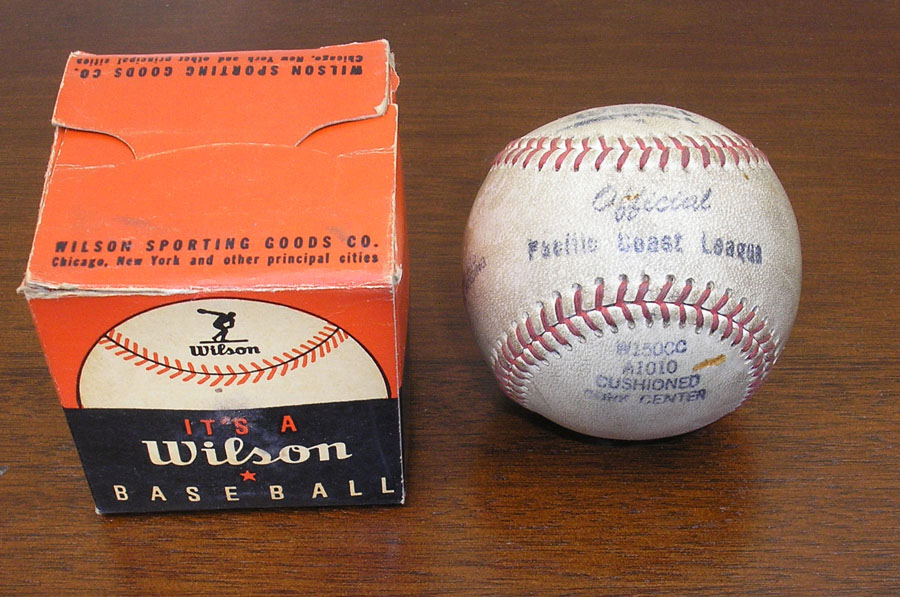 WILSON SPORTING GOODS CO.
Chicago, New York and other principal cities
WILSON SPORTING GOODS CO.
Chicago, New York and other principal cities
Wilson
IT'S A
Wilson
BASEBALL
Official
Pacific Coast League
W150CC
A1010
CUSHIONED
CORK CENTER